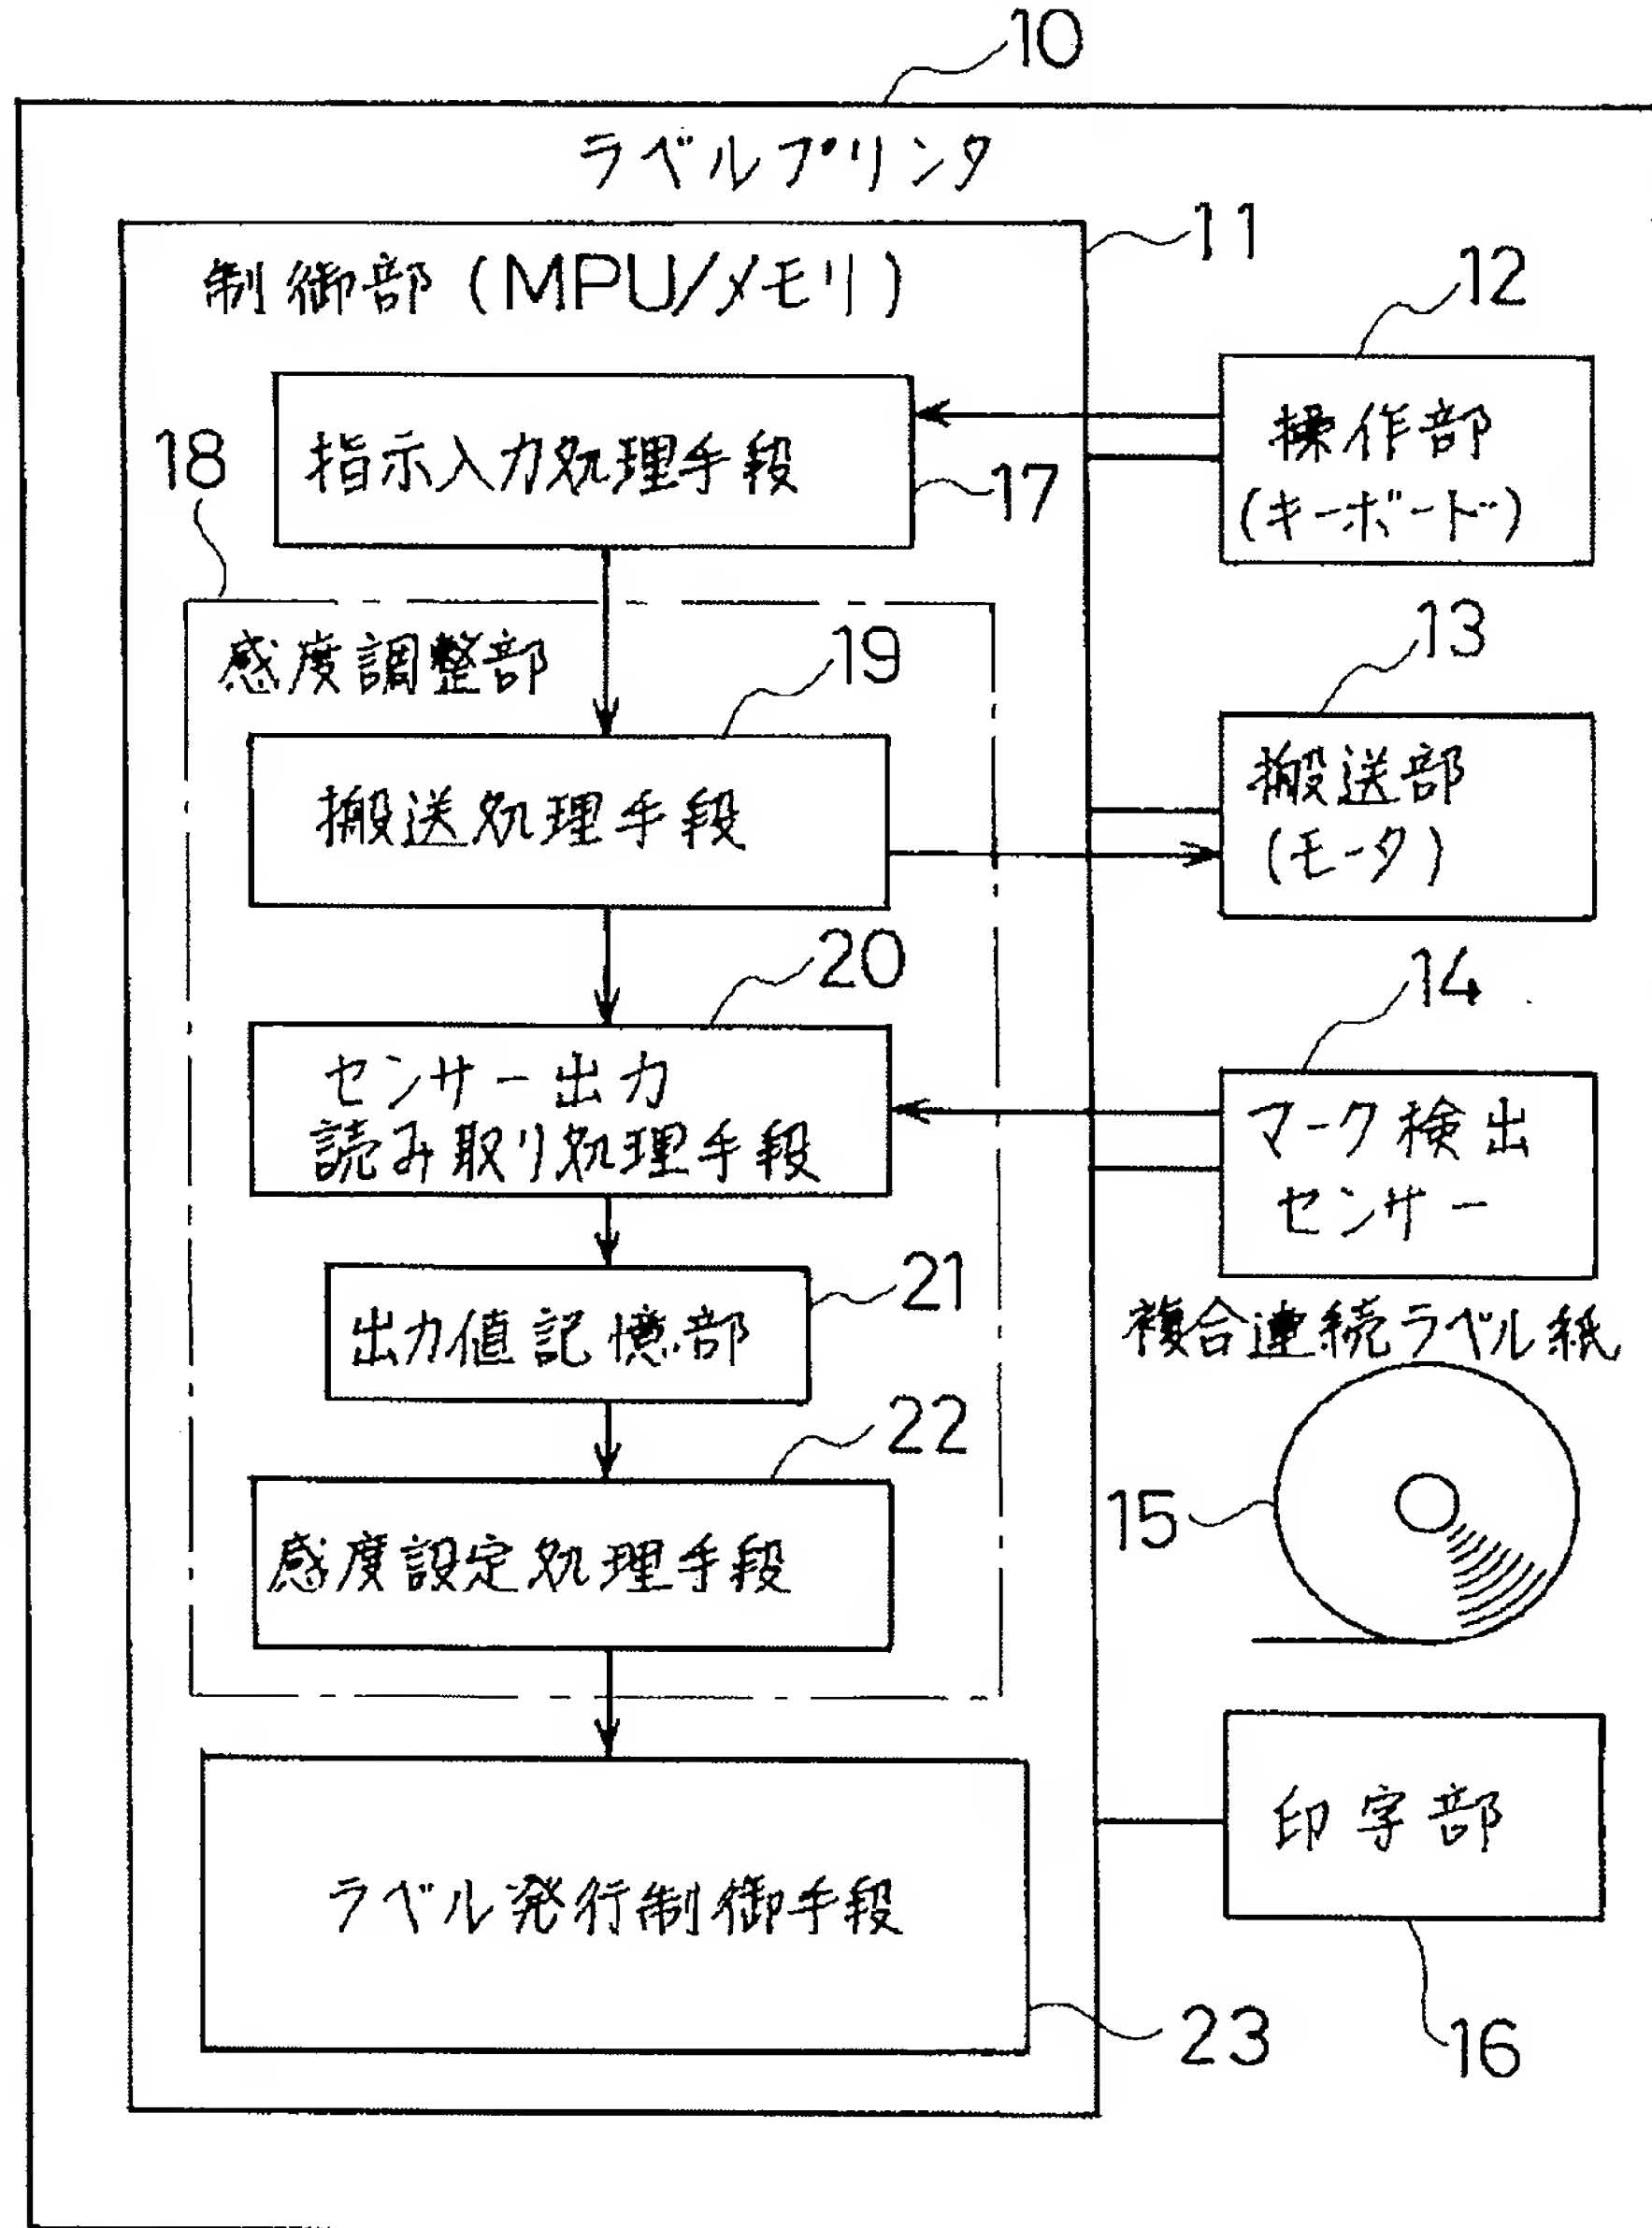 10
ラベルプリンタ
11
制御部(MPU/メモリ)
12
操作部
(キーボード)
指示入力処理手段
17
18
感度調整部
19
13
搬送処理手段
搬送部
(モータ)
20
14
センサー出力
読み取り処理手段
マーク検出
センサー
21
出力値記憶部
複合連続ラベル紙
22
15
感度設定処理手段
印字部
ラベル発行制御手段
23
16